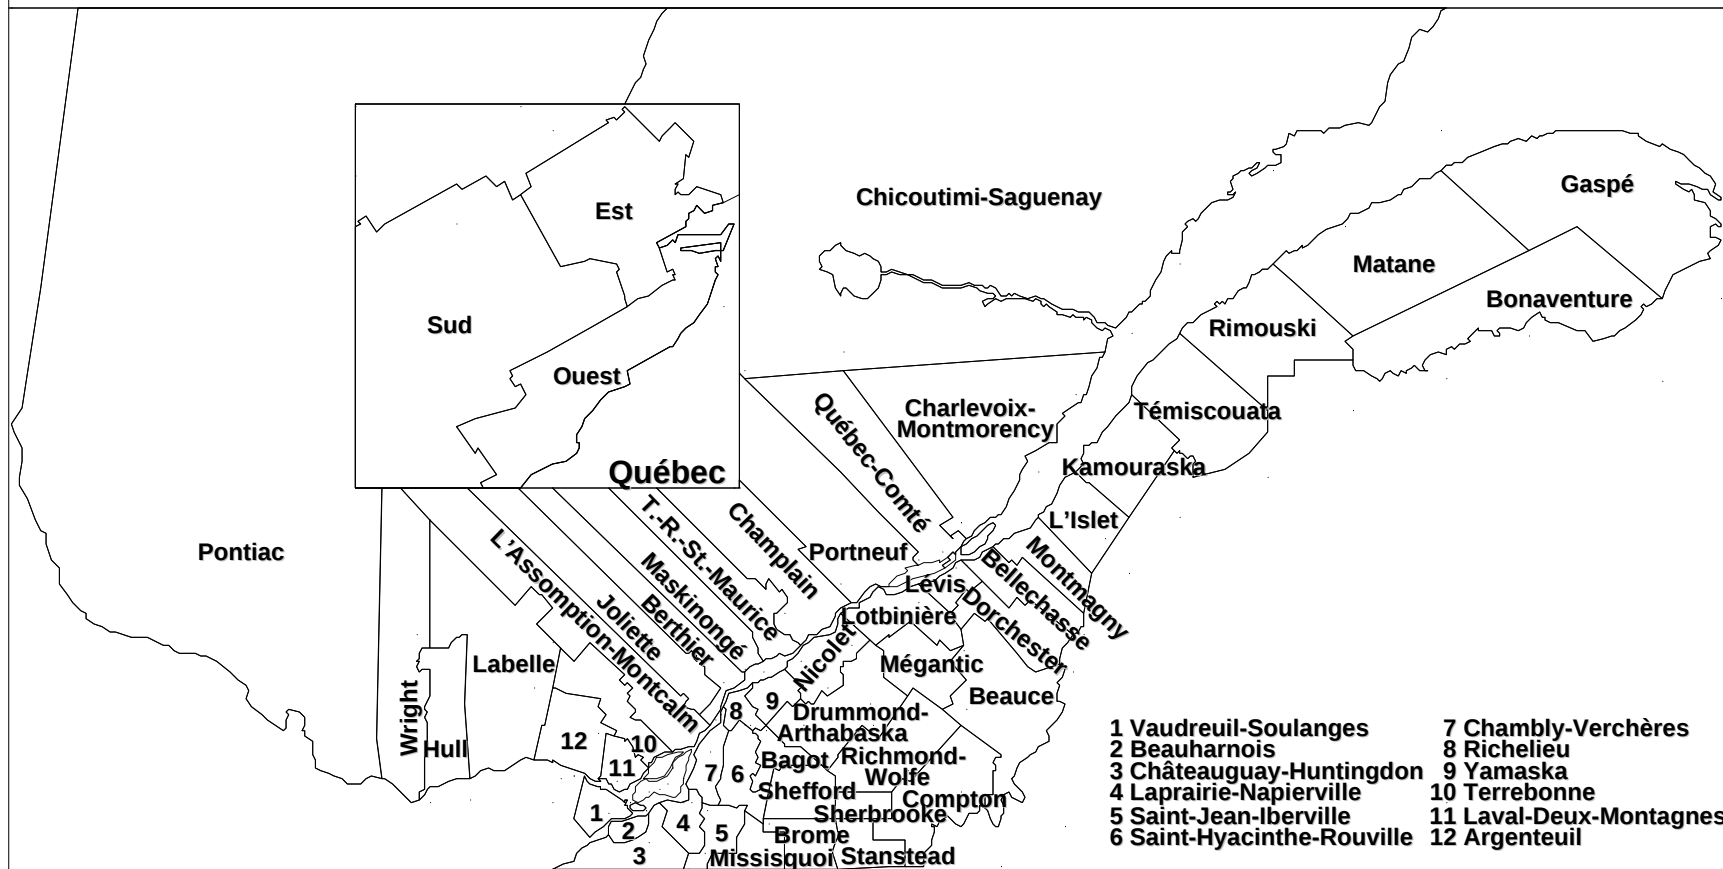 Chicoutimi-Saguenay
Gaspé
Est
Matane
Bonaventure
Sud
Rimouski
Ouest
Charlevoix-
Montmorency
Témiscouata
Québec-Comté
Kamouraska
Québec
L'Islet
Pontiac
Portneuf
Champlain
T.-R.-St.-Maurice
Maskinongé
Berthier
Joliette
L'Assomption-Montcalm
Montmagny
Bellechasse
Dorchester
Lévis
Lotbinière
Nicolet
Labelle
Mégantic
Beauce
Wright
Hull
12
10
11
8
9
Drummond-
Arthabaska
Bagot
Richmond-
Wolfe
7
6
Shefford
Compton
Sherbrooke
1
2
3
4
5
Brome
Missisquoi
Stanstead
1 Vaudreuil-Soulanges
2 Beauharnois
3 Châteauguay-Huntingdon
4 Laprairie-Napierville
5 Saint-Jean-Iberville
6 Saint-Hyacinthe-Rouville
7 Chambly-Verchères
8 Richelieu
9 Yamaska
10 Terrebonne
11 Laval-Deux-Montagnes
12 Argenteuil